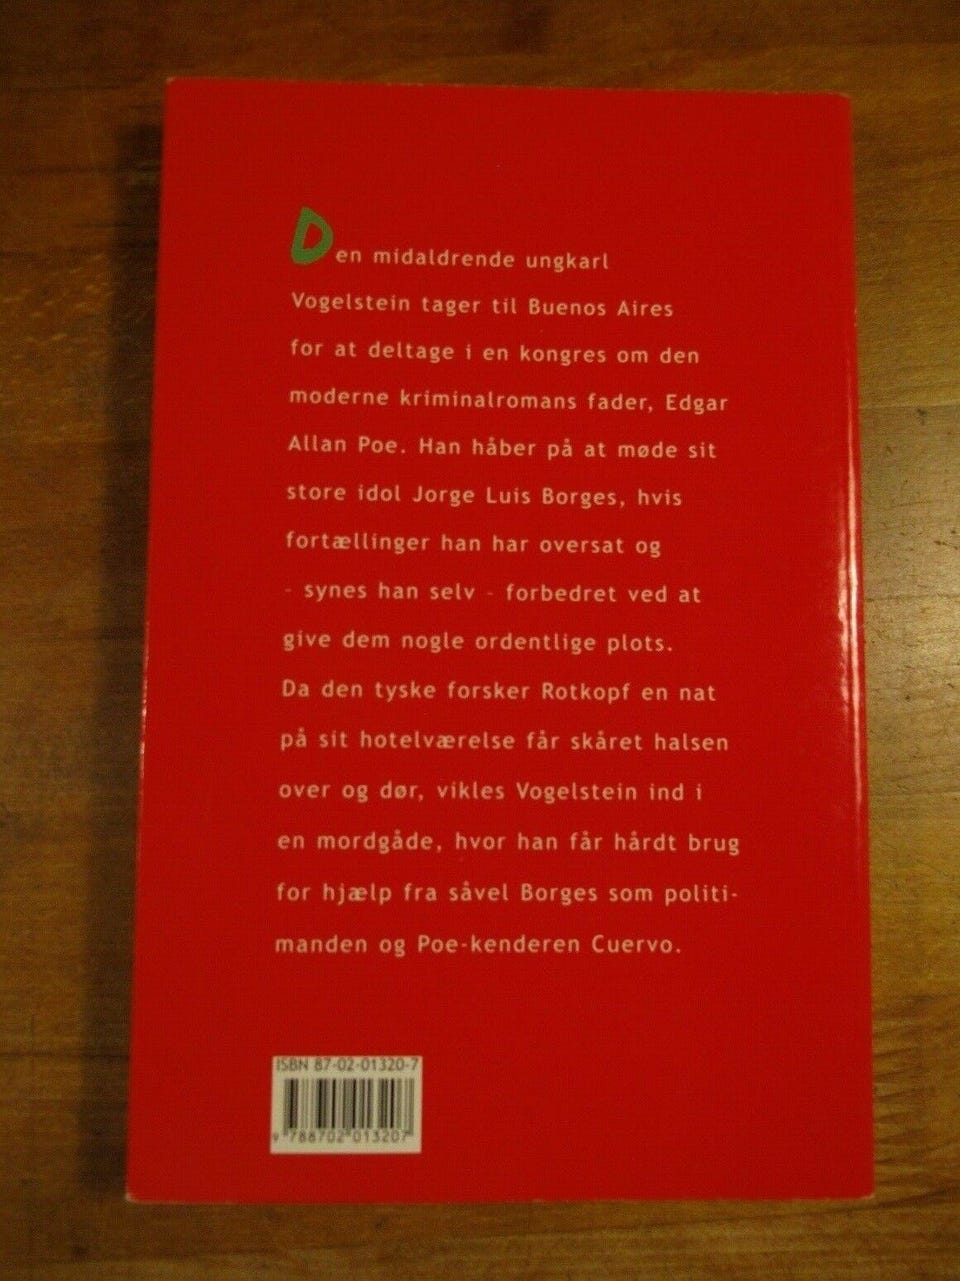 Den midaldrende ungkarl
Vogelstein tager til Buenos Aires
for at deltage i en kongres om den
moderne kriminalromans fader, Edgar
Allan Poe. Han håber på at møde sit
store idol Jorge Luis Borges, hvis
fortællinger han har oversat og
- synes han selv - forbedret ved at
give dem nogle ordentlige plots.
Da den tyske forsker Rotkopf en nat
på sit hotelværelse får skåret halsen
over og dør, vikles Vogelstein ind i
en mordgåde, hvor han får hårdt brug
for hjælp fra såvel Borges som politi-
manden og Poe-kenderen Cuervo.
ISBN 87-02-01320-7
9 788702 013207